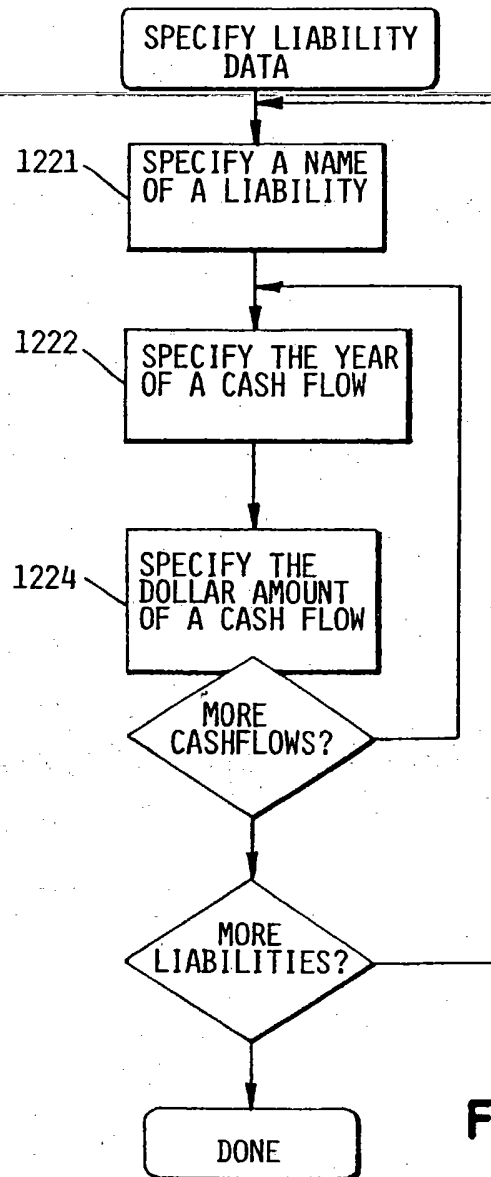 SPECIFY LIABILITY
DATA
1221
SPECIFY A NAME
OF A LIABILITY
1222
SPECIFY THE YEAR
OF A CASH FLOW
1224
SPECIFY THE
DOLLAR AMOUNT
OF A CASH FLOW
MORE
CASHFLOWS?
MORE
LIABILITIES?
DONE
F